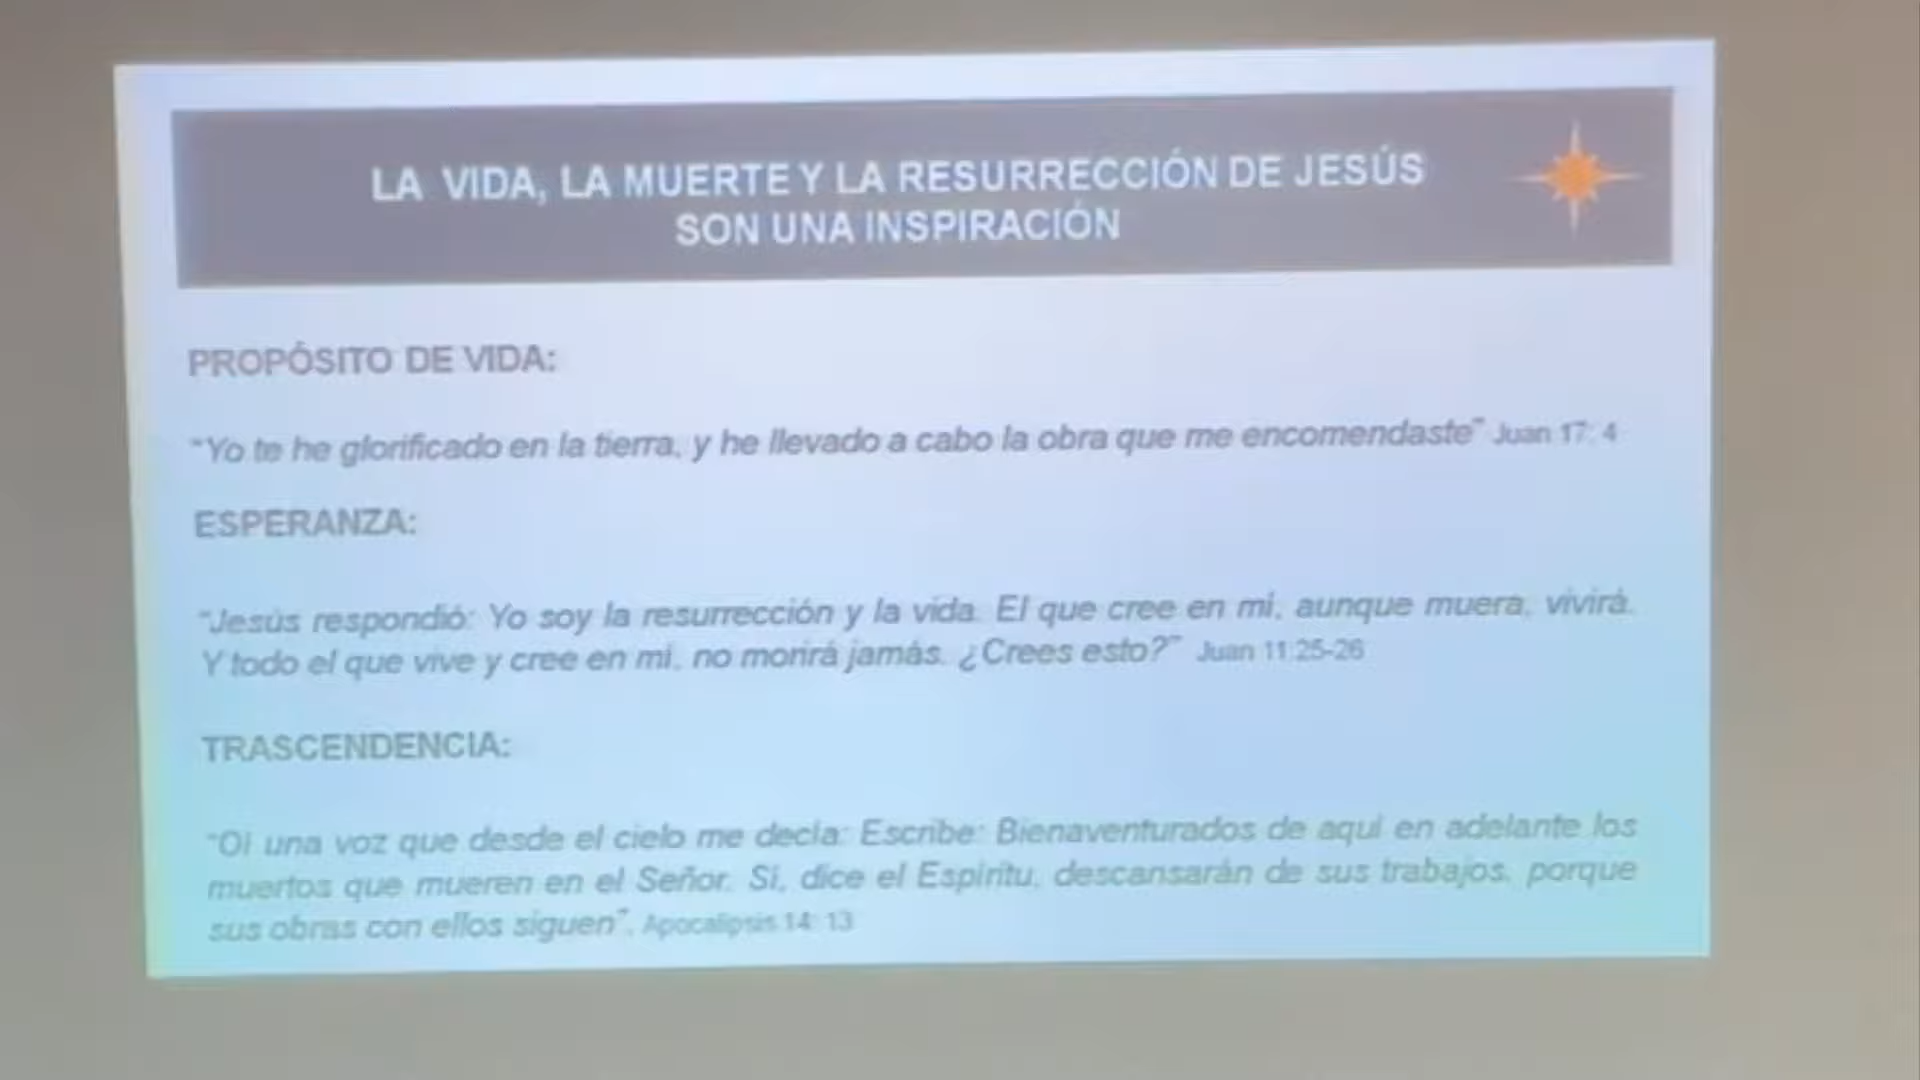 LA VIDA, LA MUERTE Y LA RESURRECCIÓN DE JESÚS
SON UNA INSPIRACIÓN
PROPÓSITO DE VIDA:
"Yo te he glorificado en la tierra, y he llevado a cabo la obra que me encomendaste" Juan 17: 4
ESPERANZA:
"Jesús respondió: Yo soy la resurrección y la vida. El que cree en mí, aunque muera, vivirá.
Y todo el que vive y cree en mí, no morirá jamás. ¿Crees esto?" Juan 11:25-26
TRASCENDENCIA:
"Oí una voz que desde el cielo me decía: Escribe: Bienaventurados de aquí en adelante los
muertos que mueren en el Señor. Sí, dice el Espíritu, descansarán de sus trabajos, porque
sus obras con ellos siguen". Apocalipsis 14: 13